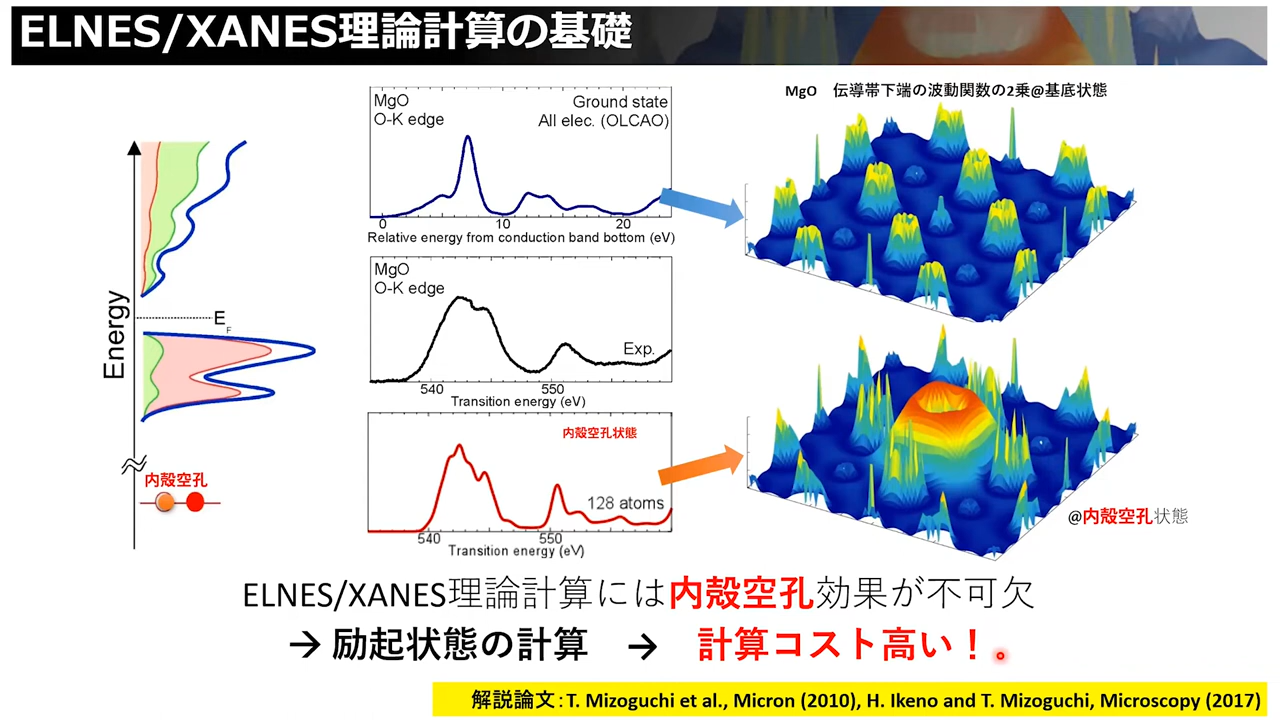 ELNES/XANES理論計算の基礎
Energy
E
F
内殻空孔
MgO
O-K edge
Ground state
All elec. (OLCAO)
0 10 20
Relative energy from conduction band bottom (eV)
MgO
O-K edge
Exp.
540 550
Transition energy (eV)
内殻空孔状態
128 atoms
540 550
Transition energy (eV)
MgO 伝導帯下端の波動関数の2乗@基底状態
@内殻空孔状態
ELNES/XANES理論計算には内殻空孔効果が不可欠
→ 励起状態の計算 → 計算コスト高い！。
解説論文：T. Mizoguchi et al., Micron (2010), H. Ikeno and T. Mizoguchi, Microscopy (2017)